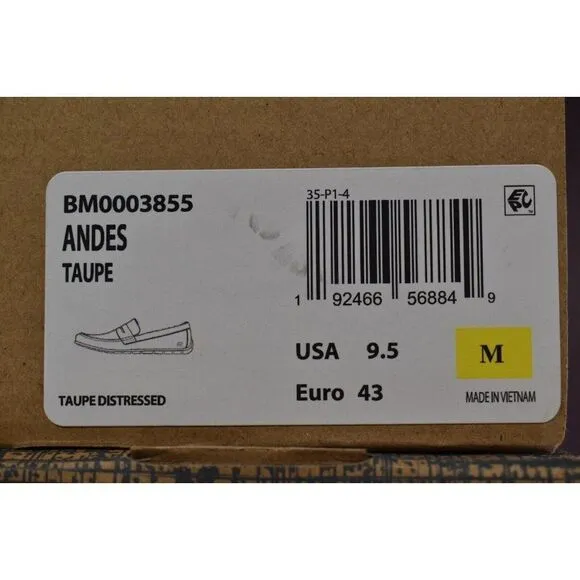 BM0003855
ANDES
TAUPE
TAUPE DISTRESSED
35-P1-4
1 92466 56884 9
USA 9.5
M
Euro 43
MADE IN VIETNAM